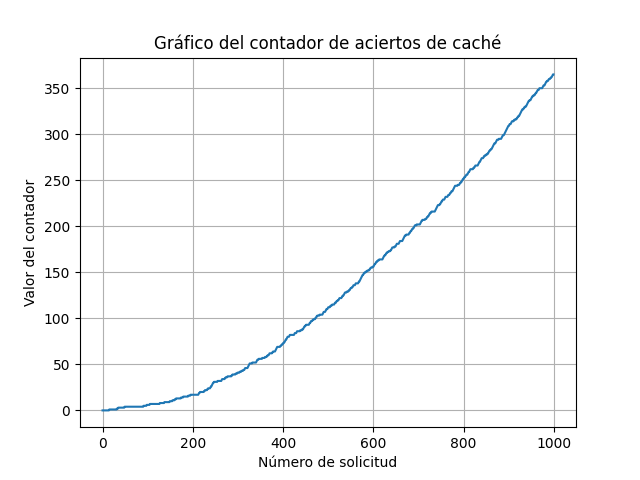 Gráfico del contador de aciertos de caché
Valor del contador
350
300
250
200
150
100
50
0
0 200 400 600 800 1000
Número de solicitud